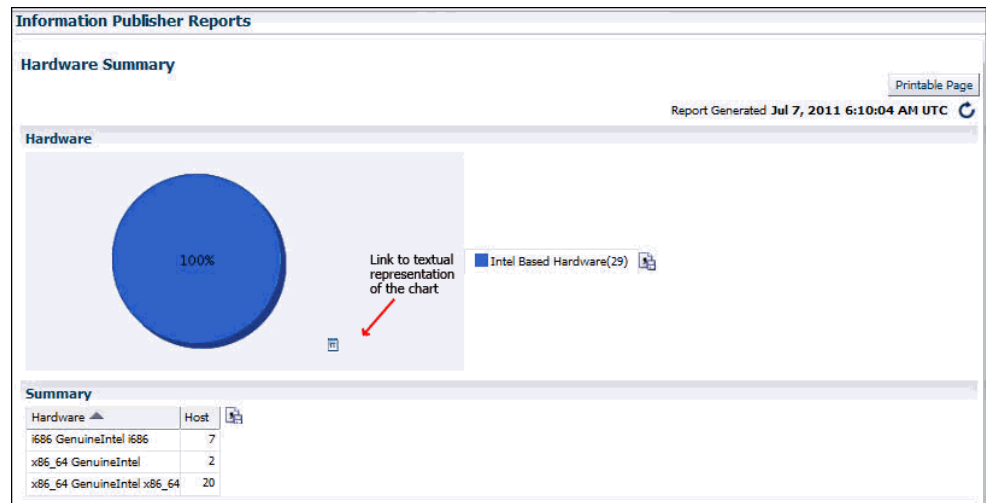 Information Publisher Reports
Hardware Summary
Printable Page
Report Generated Jul 7, 2011 6:10:04 AM UTC
Hardware
100%
Link to textual
representation
of the chart
Intel Based Hardware(29)
Summary
Hardware Host
i686 GenuineIntel i686 7
x86_64 GenuineIntel 2
x86_64 GenuineIntel x86_64 20